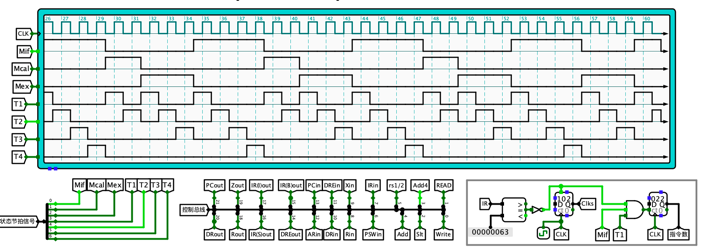 26 27 28 29 30 31 32 33 34 35 36 37 38 39 40 41 42 43 44 45 46 47 48 49 50 51 52 53 54 55 56 57 58 59 60
CLK
Mif
Mcal
Mex
T1
T2
T3
T4
Mif Mcal Mex T1 T2 T3 T4
状态节拍信号
PCout Zout IR(I)out IR(B)out PCin DREin Xin IRin rs1/2 Add4 READ
控制总线
DRout Rout IR(S)out DREout ARin DRin Rin PSWin Add Slt Write
IR
00000063
D Q
CLK
Clks
Mif T1
D Q
CLK
指令数